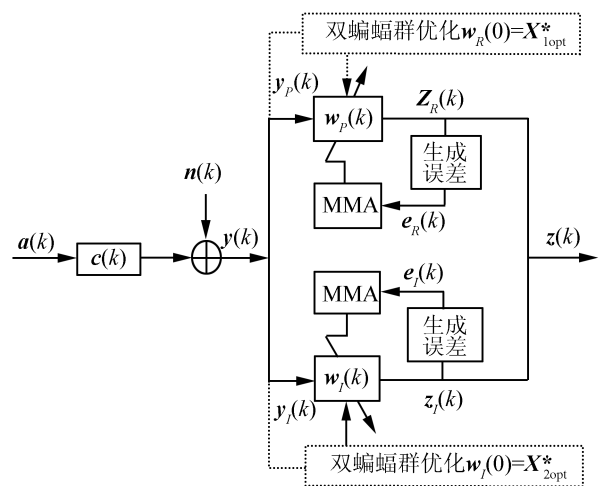 双蝙蝠群优化w_R(0)=X*_1opt
y_P(k)
Z_R(k)
w_P(k)
生成
误差
n(k)
MMA
e_R(k)
a(k)
c(k)
y(k)
z(k)
MMA
e_I(k)
生成
误差
w_I(k)
y_I(k)
z_I(k)
双蝙蝠群优化w_I(0)=X*_2opt